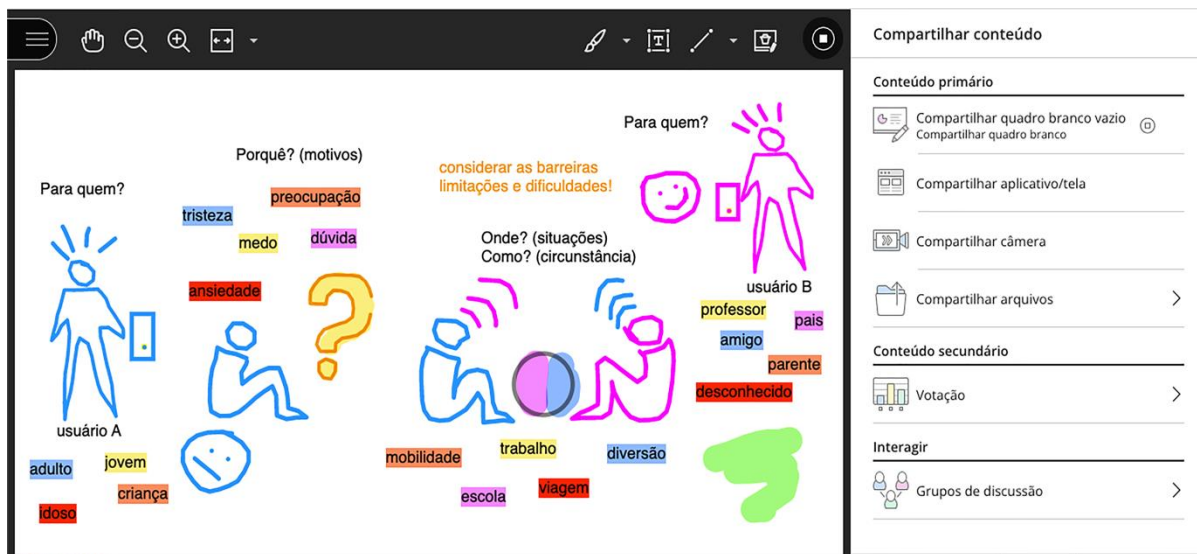 Para quem?
usuário A
adulto
jovem
criança
idoso
Porquê? (motivos)
preocupação
tristeza
medo
dúvida
ansiedade
considerar as barreiras
limitações e dificuldades!
Onde? (situações)
Como? (circunstância)
mobilidade
trabalho
diversão
escola
viagem
Para quem?
usuário B
professor
pais
amigo
parente
desconhecido
Compartilhar conteúdo
Conteúdo primário
Compartilhar quadro branco vazio
Compartilhar quadro branco
Compartilhar aplicativo/tela
Compartilhar câmera
Compartilhar arquivos
Conteúdo secundário
Votação
Interagir
Grupos de discussão